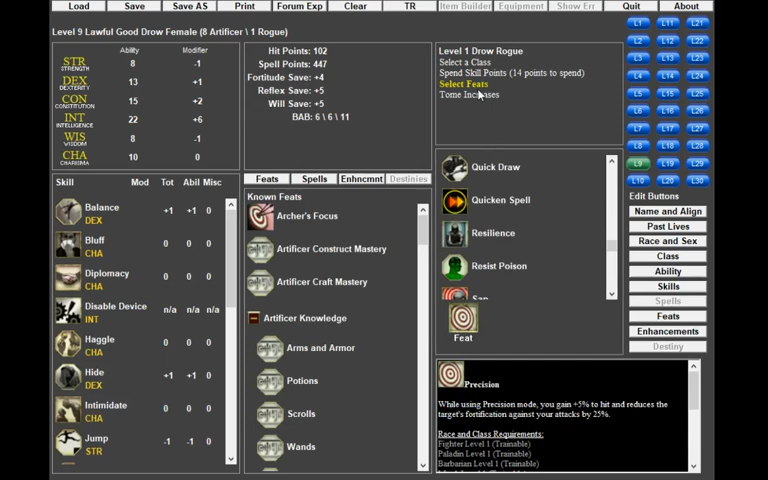 Load Save Save AS Print Forum Exp Clear TR Item Builder Equipment Show Err Quit About
Level 9 Lawful Good Drow Female (8 Artificer \ 1 Rogue)
Ability Modifier
STR 8 -1
STRENGTH
DEX 13 +1
DEXTERITY
CON 15 +2
CONSTITUTION
INT 22 +6
INTELLIGENCE
WIS 8 -1
WISDOM
CHA 10 0
CHARISMA
Hit Points: 102
Spell Points: 447
Fortitude Save: +4
Reflex Save: +5
Will Save: +5
BAB: 6 \ 6 \ 11
Level 1 Drow Rogue
Select a Class
Spend Skill Points (14 points to spend)
Select Feats
Tome Increases
L1 L11 L21
L2 L12 L22
L3 L13 L23
L4 L14 L24
L5 L15 L25
L6 L16 L26
L7 L17 L27
L8 L18 L28
L9 L19 L29
L10 L20 L30
Edit Buttons
Name and Align
Past Lives
Race and Sex
Class
Ability
Skills
Spells
Feats
Enhancements
Destiny
Skill Mod Tot Abil Misc
Balance +1 +1 0
DEX
Bluff 0 0 0
CHA
Diplomacy 0 0 0
CHA
Disable Device n/a n/a n/a
INT
Haggle 0 0 0
CHA
Hide +1 +1 0
DEX
Intimidate 0 0 0
CHA
Jump -1 -1 0
STR
Feats Spells Enhncmnt Destinies
Known Feats
Archer's Focus
Artificer Construct Mastery
Artificer Craft Mastery
Artificer Knowledge
Arms and Armor
Potions
Scrolls
Wands
Quick Draw
Quicken Spell
Resilience
Resist Poison
Sap
Feat
Precision
While using Precision mode, you gain +5% to hit and reduces the
target's fortification against your attacks by 25%.
Race and Class Requirements:
Fighter Level 1 (Trainable)
Paladin Level 1 (Trainable)
Barbarian Level 1 (Trainable)